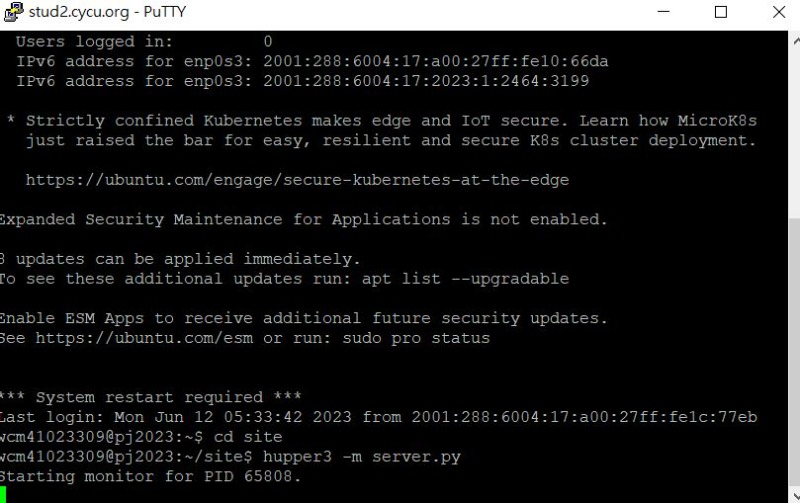 stud2.cycu.org - PuTTY
Users logged in: 0
IPv6 address for enp0s3: 2001:288:6004:17:a00:27ff:fe10:66da
IPv6 address for enp0s3: 2001:288:6004:17:2023:1:2464:3199
* Strictly confined Kubernetes makes edge and IoT secure. Learn how MicroK8s
just raised the bar for easy, resilient and secure K8s cluster deployment.
https://ubuntu.com/engage/secure-kubernetes-at-the-edge
Expanded Security Maintenance for Applications is not enabled.
8 updates can be applied immediately.
To see these additional updates run: apt list --upgradable
Enable ESM Apps to receive additional future security updates.
See https://ubuntu.com/esm or run: sudo pro status
*** System restart required ***
Last login: Mon Jun 12 05:33:42 2023 from 2001:288:6004:17:a00:27ff:fe1c:77eb
wcm41023309@pj2023:~$ cd site
wcm41023309@pj2023:~/site$ hupper3 -m server.py
Starting monitor for PID 65808.